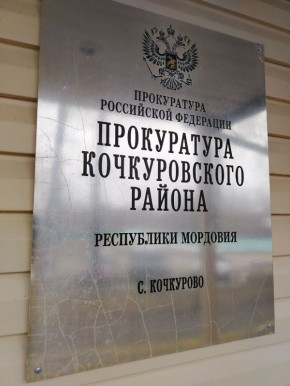 ПРОКУРАТУРА
РОССИЙСКОЙ ФЕДЕРАЦИИ
ПРОКУРАТУРА
КОЧКУРОВСКОГО
РАЙОНА
РЕСПУБЛИКИ МОРДОВИЯ
С. КОЧКУРОВО